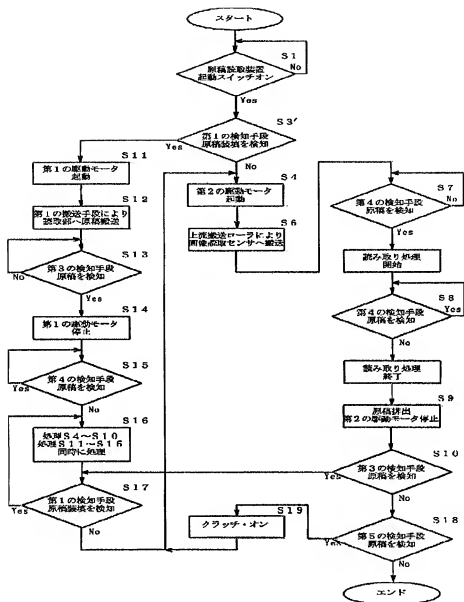 スタート
S1
原稿読取装置
起動スイッチオン
No
Yes
S3'
第1の検知手段
原稿装填を検知
Yes
No
S11
第1の駆動モータ
起動
S12
第1の搬送手段により
読取部へ原稿搬送
S13
第3の検知手段
原稿を検知
No
Yes
S14
第1の駆動モータ
停止
S15
第4の検知手段
原稿を検知
Yes
No
S16
処理S4~S10
処理S11~S16
同時に処理
S17
第1の検知手段
原稿装填を検知
Yes
No
S4
第2の駆動モータ
起動
S6
上流搬送ローラにより
画像読取センサへ搬送
S7
第4の検知手段
原稿を検知
No
Yes
読み取り処理
開始
S8
第4の検知手段
原稿を検知
Yes
No
読み取り処理
終了
S9
原稿排出
第2の駆動モータ停止
S10
第3の検知手段
原稿を検知
Yes
No
S18
第5の検知手段
原稿を検知
Yes
No
S19
クラッチ・オン
エンド